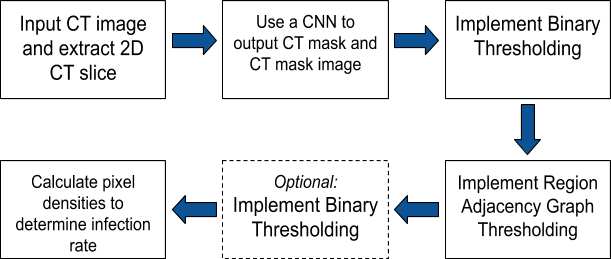 Input CT image
and extract 2D
CT slice
Use a CNN to
output CT mask and
CT mask image
Implement Binary
Thresholding
Implement Region
Adjacency Graph
Thresholding
Optional:
Implement Binary
Thresholding
Calculate pixel
densities to
determine infection
rate